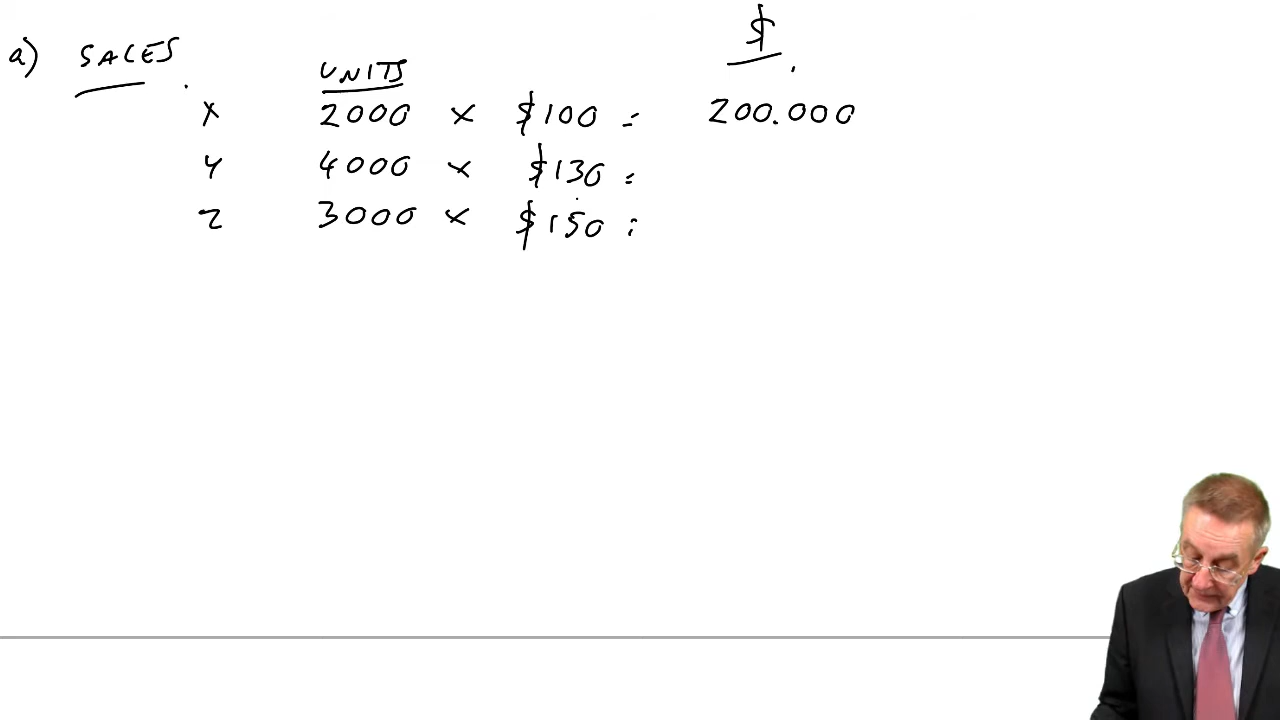 a) SALES
UNITS $
X 2000 x $100 = 200.000
Y 4000 x $130 =
Z 3000 x $150 =